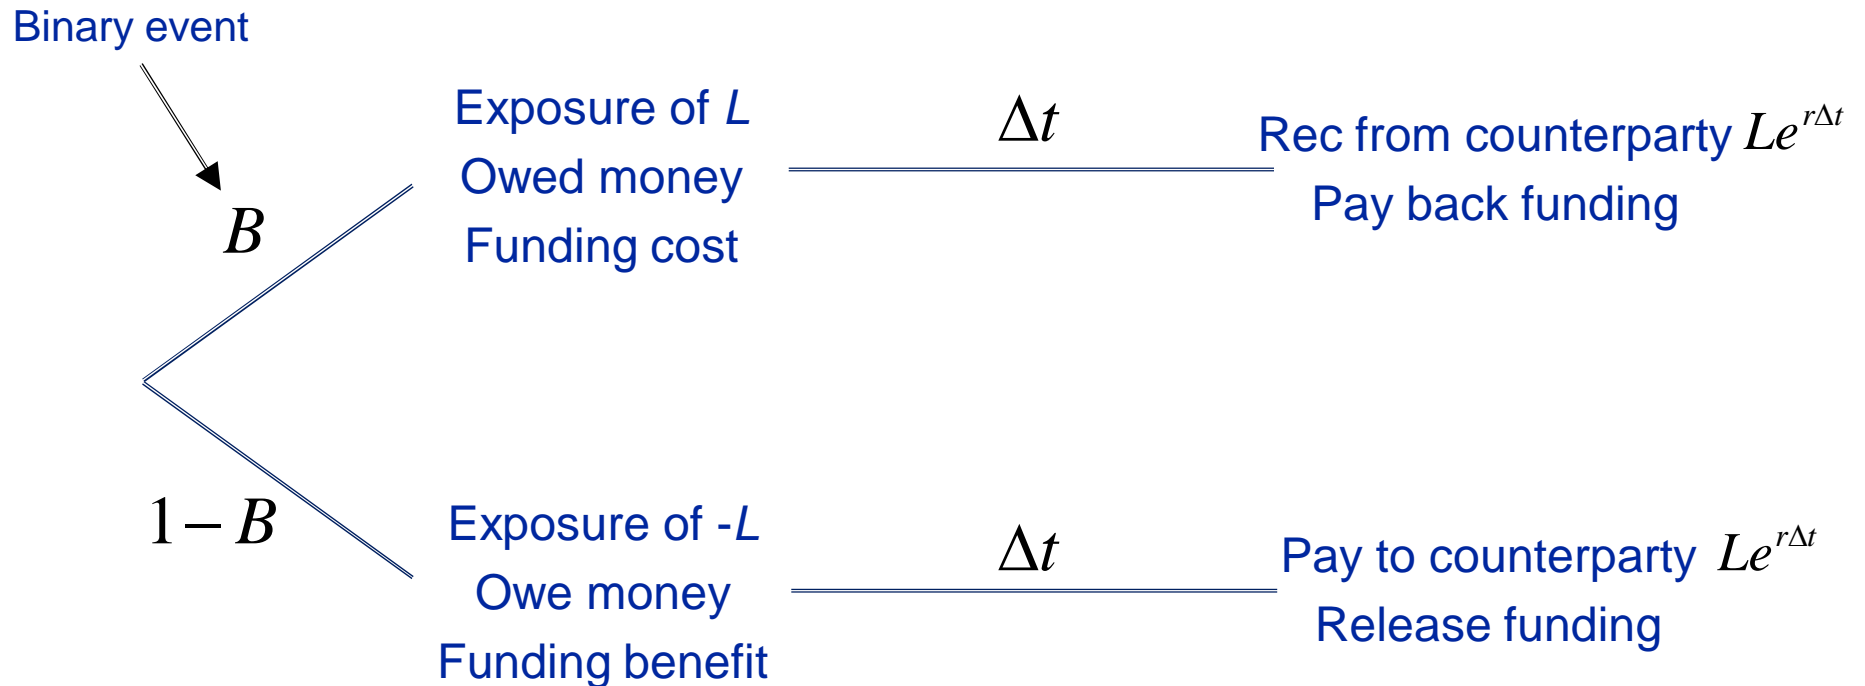 Binary event
B
Exposure of L
Owed money
Funding cost
Δt
Rec from counterparty Le^{rΔt}
Pay back funding
1 − B
Exposure of -L
Owe money
Funding benefit
Δt
Pay to counterparty Le^{rΔt}
Release funding